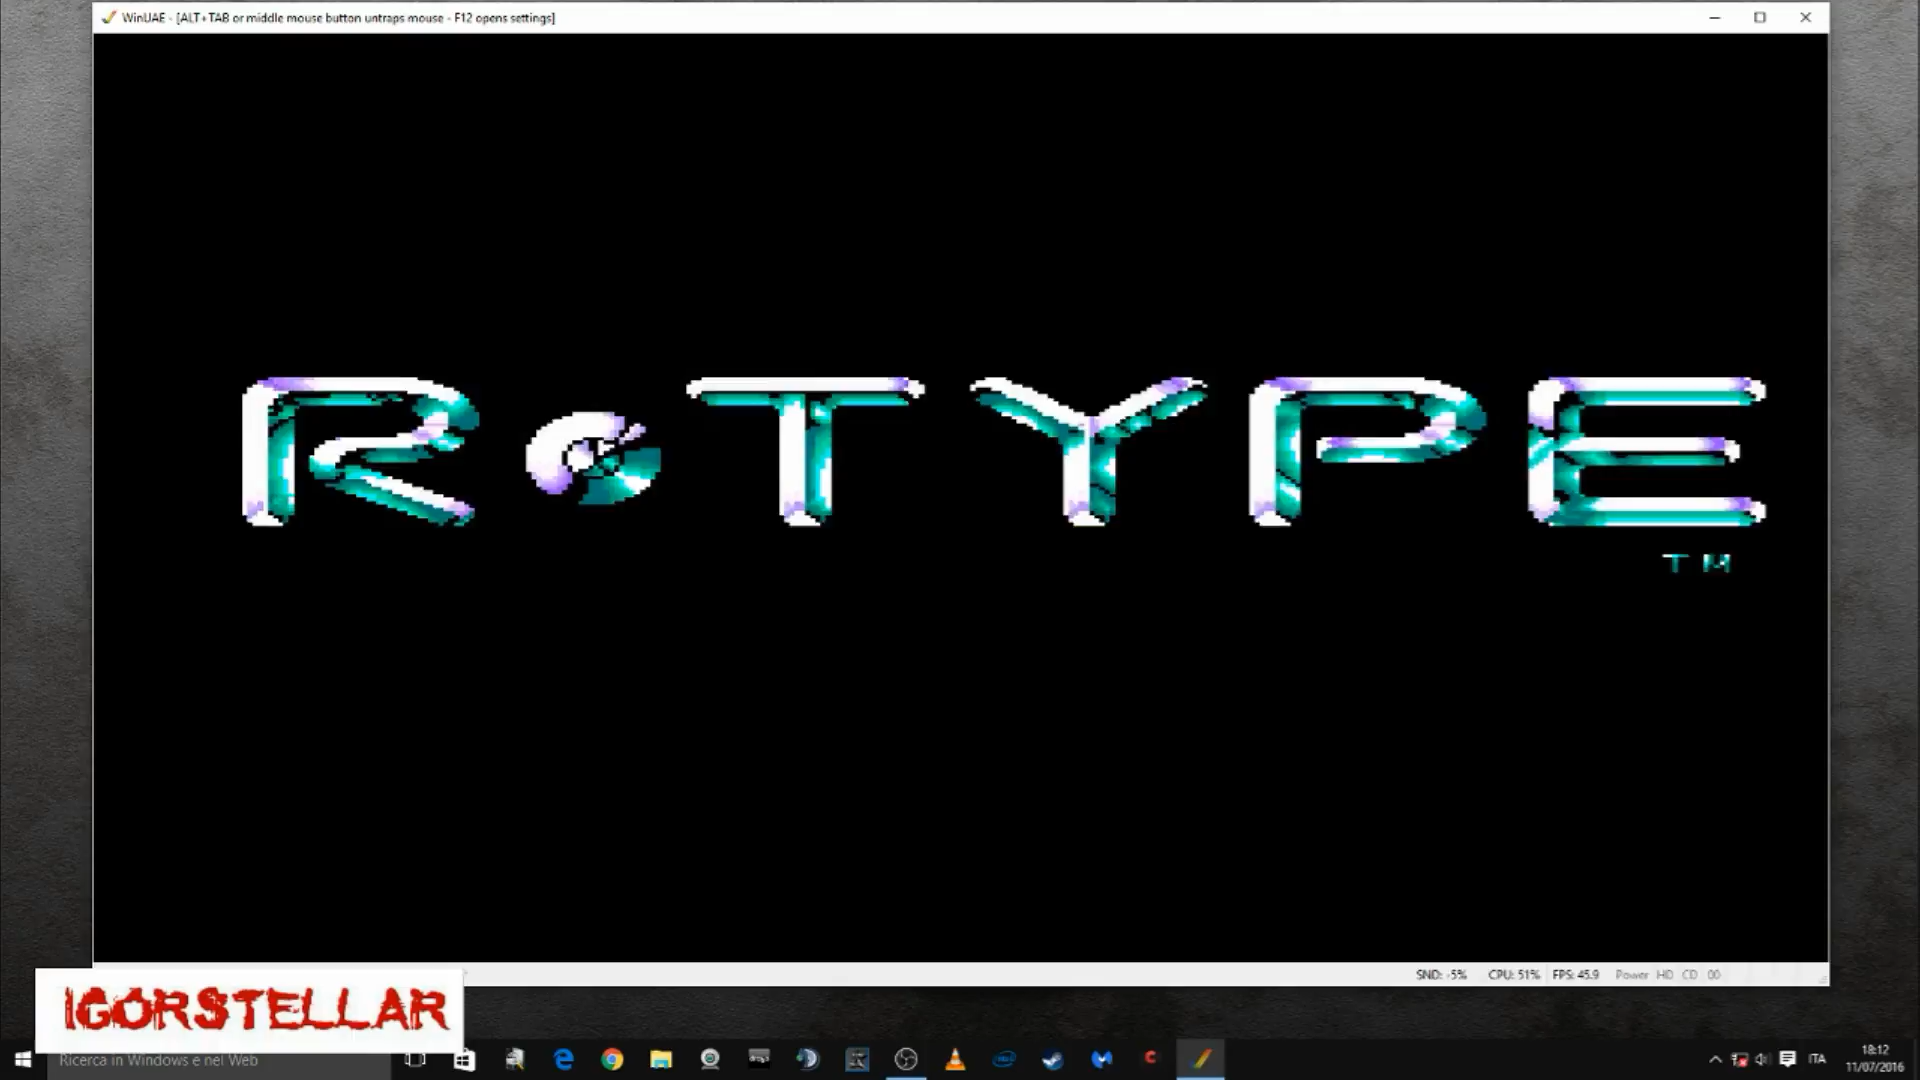 WinUAE - [ALT+TAB or middle mouse button untraps mouse - F12 opens settings]
R•TYPE
TM
SND: -5% CPU: 51% FPS: 45.9 Power HD CD 00
IGORSTELLAR
Ricerca in Windows e nel Web
ITA
18:12
11/07/2016